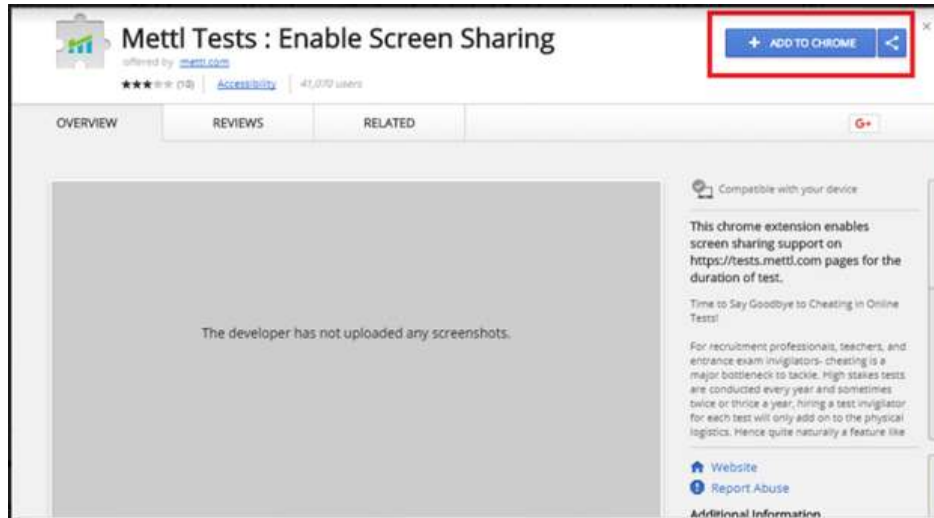 Mettl Tests : Enable Screen Sharing
offered by mettl.com
(18) Accessibility 41,070 users
+ ADD TO CHROME
OVERVIEW REVIEWS RELATED
G+
The developer has not uploaded any screenshots.
Compatible with your device
This chrome extension enables
screen sharing support on
https://tests.mettl.com pages for the
duration of test.
Time to Say Goodbye to Cheating in Online
Tests!
For recruitment professionals, teachers, and
entrance exam invigilators- cheating is a
major bottleneck to tackle. High stakes tests
are conducted every year and sometimes
twice or thrice a year, hiring a test invigilator
for each test will only add on to the physical
logistics. Hence quite naturally a feature like
Website
Report Abuse
Additional Information